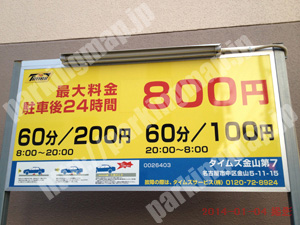 Times
最大料金
駐車後24時間
800円
60分/200円
8:00～20:00
60分/100円
20:00～8:00
0026403
タイムズ金山第7
名古屋市中区金山5-11-15
故障の際は、タイムズサービス(株) 0120-72-8924
parkingmap.jp